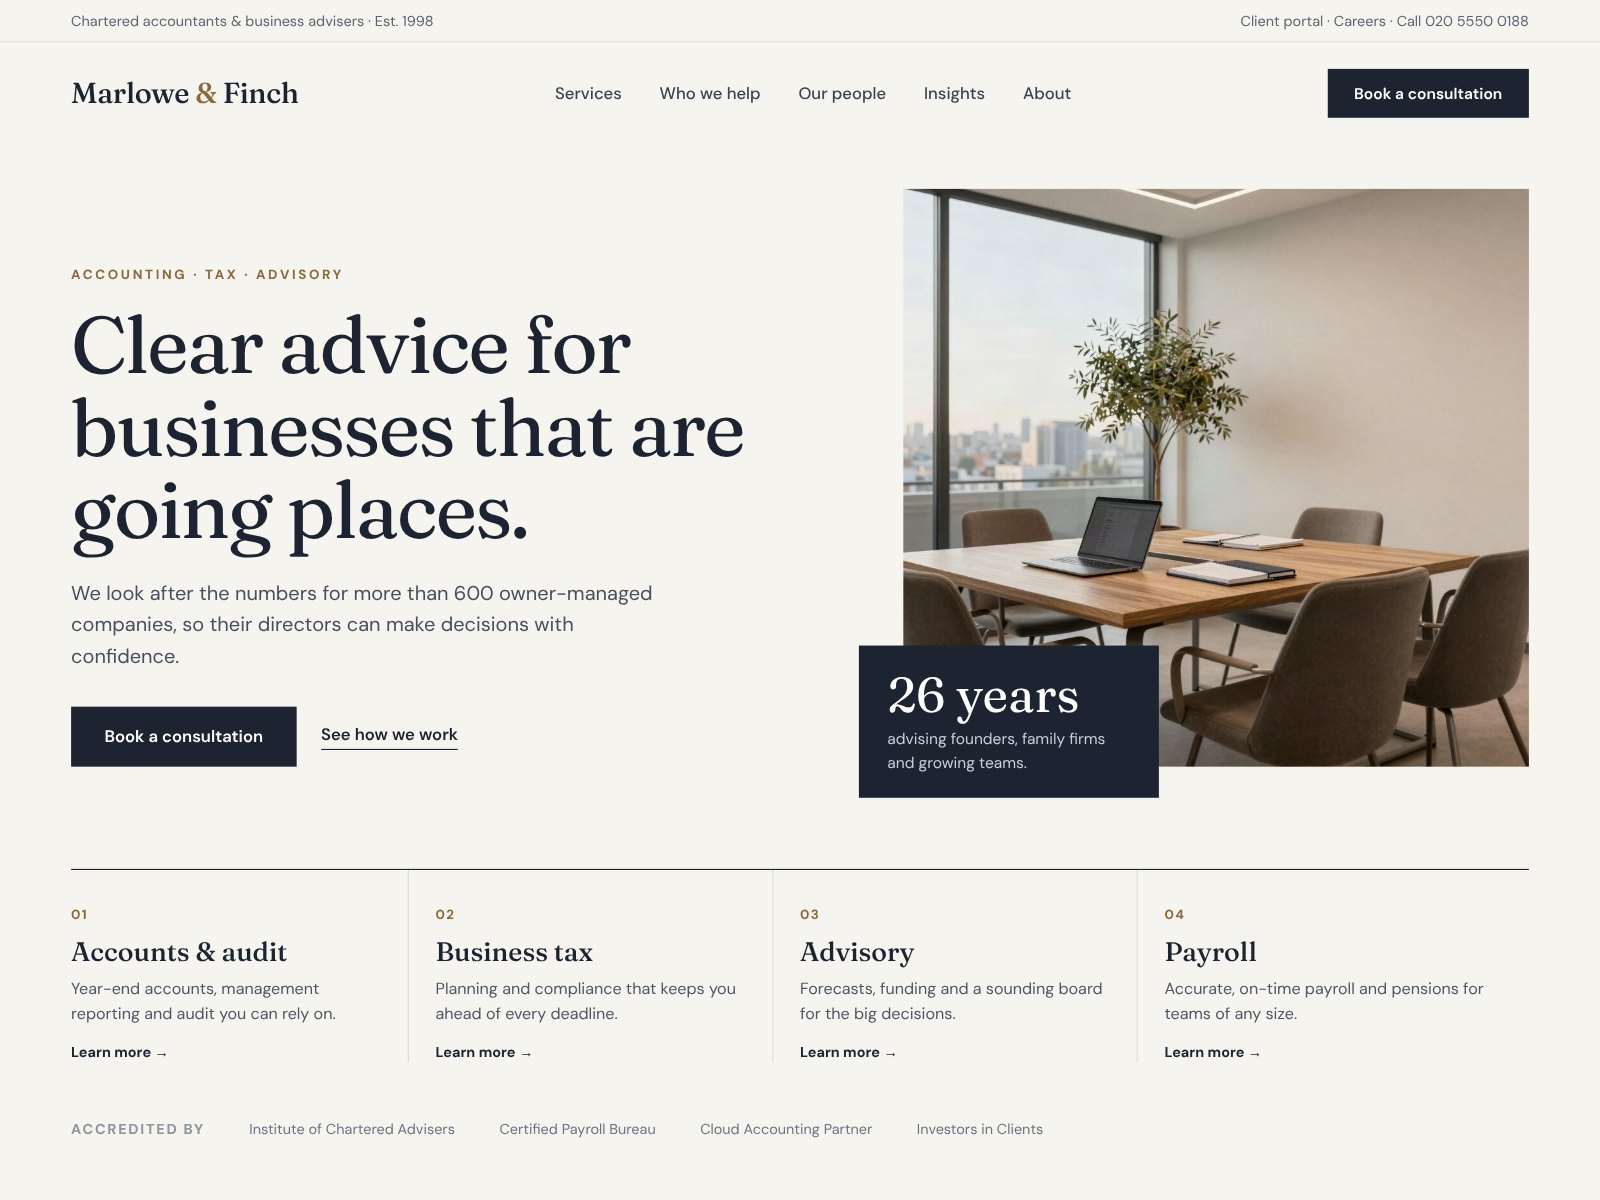 Chartered accountants & business advisers · Est. 1998
Client portal · Careers · Call 020 5550 0188
Marlowe & Finch
Services
Who we help
Our people
Insights
About
Book a consultation
ACCOUNTING · TAX · ADVISORY
Clear advice for
businesses that are
going places.
We look after the numbers for more than 600 owner-managed
companies, so their directors can make decisions with
confidence.
Book a consultation
See how we work
26 years
advising founders, family firms
and growing teams.
01
Accounts & audit
Year-end accounts, management
reporting and audit you can rely on.
Learn more →
02
Business tax
Planning and compliance that keeps you
ahead of every deadline.
Learn more →
03
Advisory
Forecasts, funding and a sounding board
for the big decisions.
Learn more →
04
Payroll
Accurate, on-time payroll and pensions for
teams of any size.
Learn more →
ACCREDITED BY
Institute of Chartered Advisers
Certified Payroll Bureau
Cloud Accounting Partner
Investors in Clients